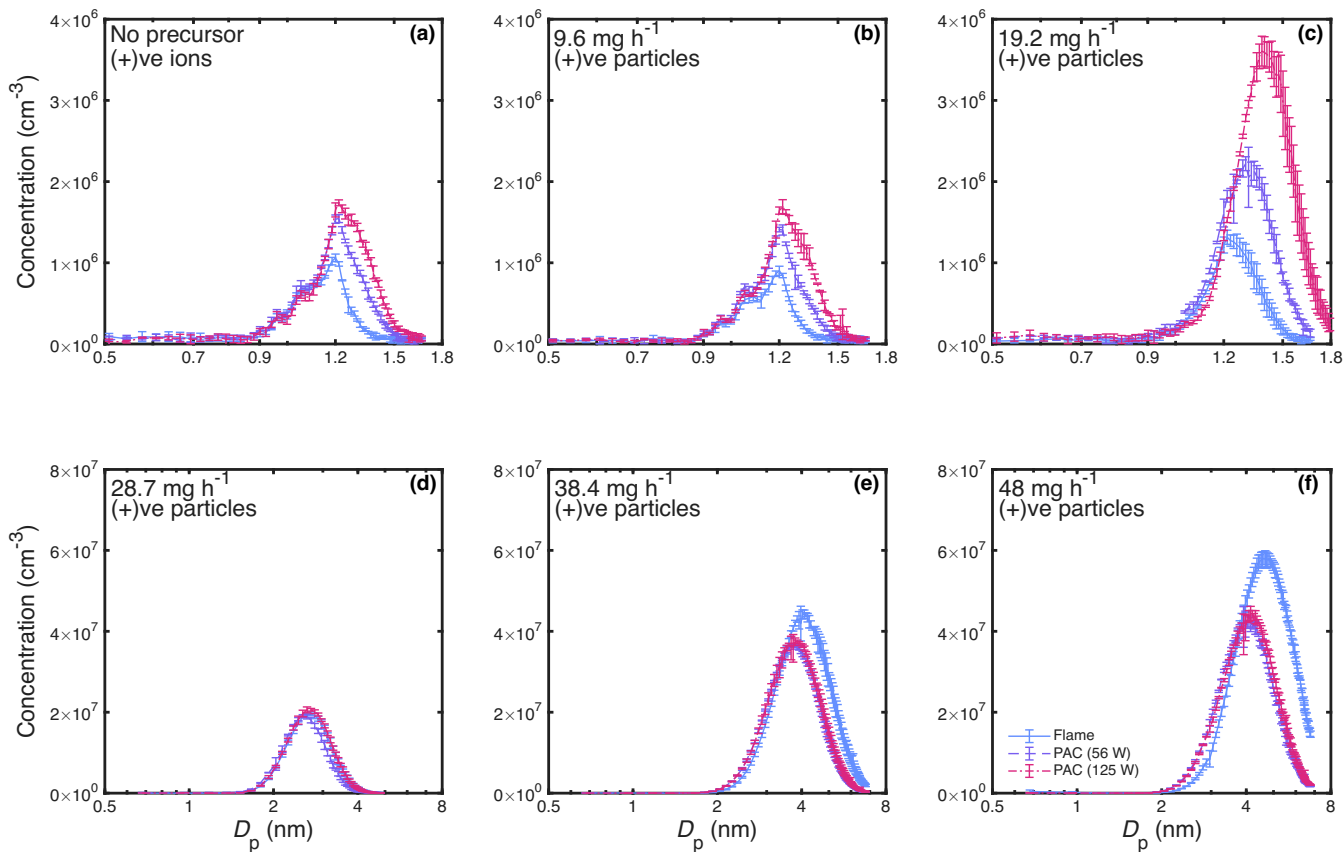 No precursor
(+)ve ions
(a)
9.6 mg h⁻¹
(+)ve particles
(b)
19.2 mg h⁻¹
(+)ve particles
(c)
Concentration (cm⁻³)
4×10⁶
3×10⁶
2×10⁶
1×10⁶
0×10⁰
0.5 0.7 0.9 1.2 1.5 1.8
4×10⁶
3×10⁶
2×10⁶
1×10⁶
0×10⁰
0.5 0.7 0.9 1.2 1.5 1.8
4×10⁶
3×10⁶
2×10⁶
1×10⁶
0×10⁰
0.5 0.7 0.9 1.2 1.5 1.8
28.7 mg h⁻¹
(+)ve particles
(d)
38.4 mg h⁻¹
(+)ve particles
(e)
48 mg h⁻¹
(+)ve particles
(f)
Concentration (cm⁻³)
8×10⁷
6×10⁷
4×10⁷
2×10⁷
0×10⁰
0.5 1 2 4 8
Dₚ (nm)
8×10⁷
6×10⁷
4×10⁷
2×10⁷
0×10⁰
0.5 1 2 4 8
Dₚ (nm)
8×10⁷
6×10⁷
4×10⁷
2×10⁷
0×10⁰
0.5 1 2 4 8
Dₚ (nm)
Flame
PAC (56 W)
PAC (125 W)